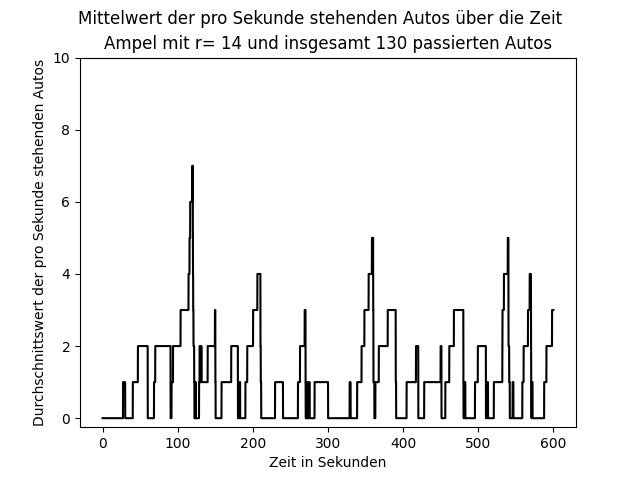 Mittelwert der pro Sekunde stehenden Autos über die Zeit
Ampel mit r= 14 und insgesamt 130 passierten Autos
Durchschnittswert der pro Sekunde stehenden Autos
10
8
6
4
2
0
0 100 200 300 400 500 600
Zeit in Sekunden